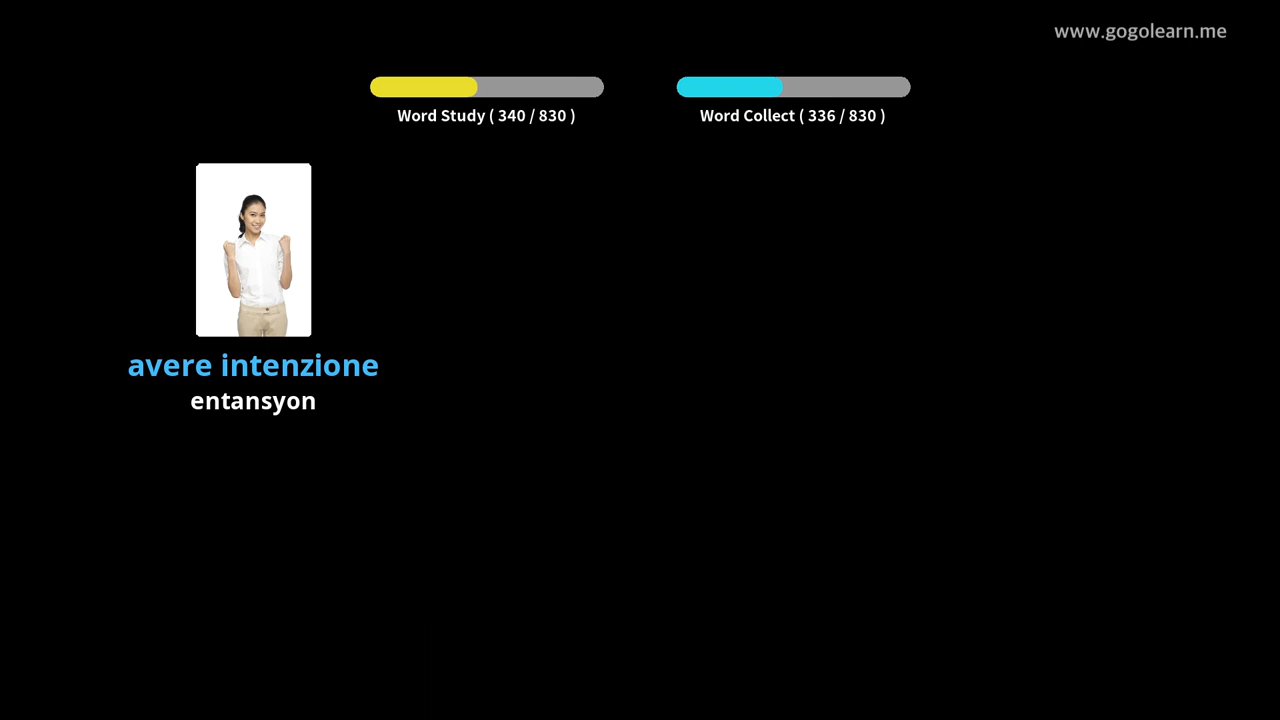 www.gogolearn.me
Word Study ( 340 / 830 )
Word Collect ( 336 / 830 )
avere intenzione
entansyon